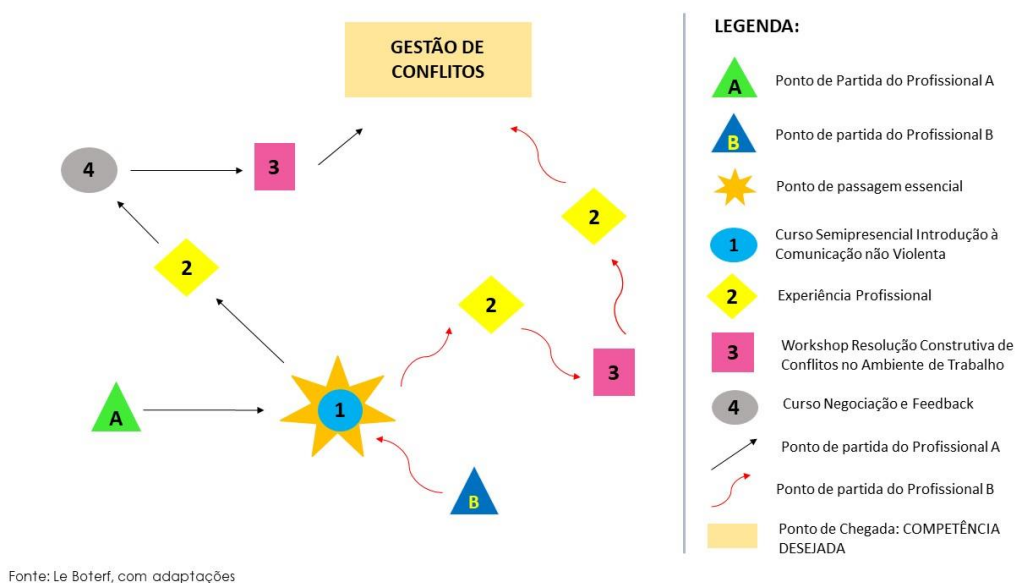 GESTÃO DE
CONFLITOS
4
3
2
2
2
3
A
1
B
LEGENDA:
A
Ponto de Partida do Profissional A
B
Ponto de partida do Profissional B
Ponto de passagem essencial
1
Curso Semipresencial Introdução à
Comunicação não Violenta
2
Experiência Profissional
3
Workshop Resolução Construtiva de
Conflitos no Ambiente de Trabalho
4
Curso Negociação e Feedback
Ponto de partida do Profissional A
Ponto de partida do Profissional B
Ponto de Chegada: COMPETÊNCIA
DESEJADA
Fonte: Le Boterf, com adaptações